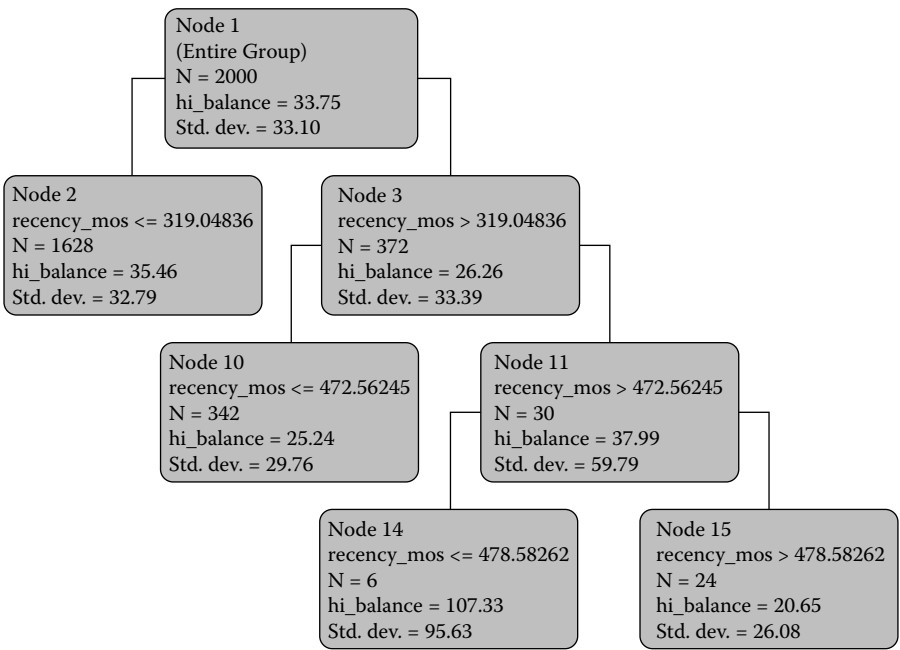 Node 1
(Entire Group)
N = 2000
hi_balance = 33.75
Std. dev. = 33.10
Node 2
recency_mos <= 319.04836
N = 1628
hi_balance = 35.46
Std. dev. = 32.79
Node 3
recency_mos > 319.04836
N = 372
hi_balance = 26.26
Std. dev. = 33.39
Node 10
recency_mos <= 472.56245
N = 342
hi_balance = 25.24
Std. dev. = 29.76
Node 11
recency_mos > 472.56245
N = 30
hi_balance = 37.99
Std. dev. = 59.79
Node 14
recency_mos <= 478.58262
N = 6
hi_balance = 107.33
Std. dev. = 95.63
Node 15
recency_mos > 478.58262
N = 24
hi_balance = 20.65
Std. dev. = 26.08